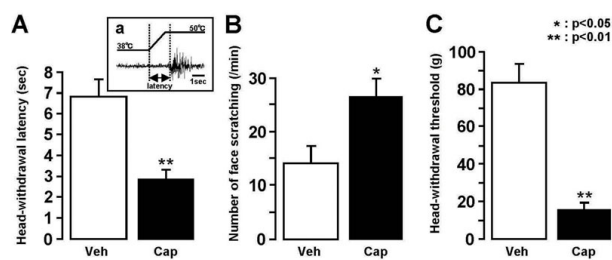 A
a
50℃
38℃
latency
1sec
Head-withdrawal latency (sec)
8
7
6
5
4
3
2
1
0
**
Veh
Cap
B
Number of face scratching (/min)
30
15
0
*
Veh
Cap
C
* : p<0.05
** : p<0.01
Head-withdrawal threshold (g)
100
80
60
40
20
0
**
Veh
Cap